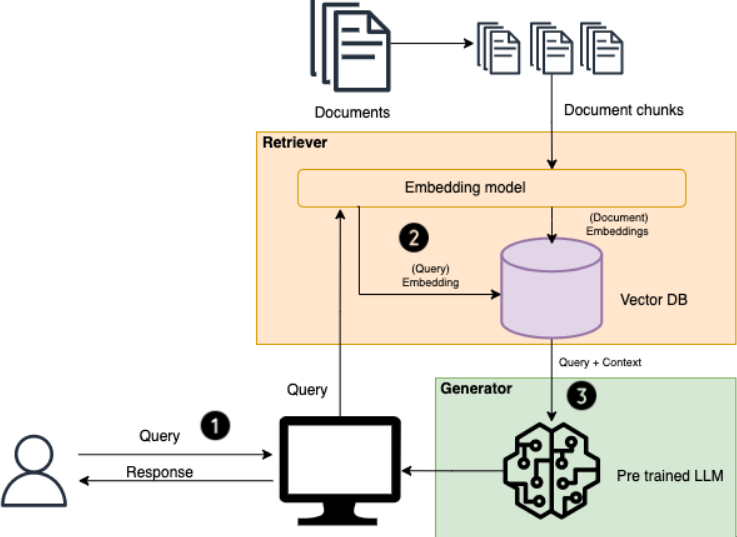 Documents
Document chunks
Retriever
Embedding model
2
(Document)
Embeddings
(Query)
Embedding
Vector DB
Query + Context
Query
Generator
3
1
Query
Response
Pre trained LLM